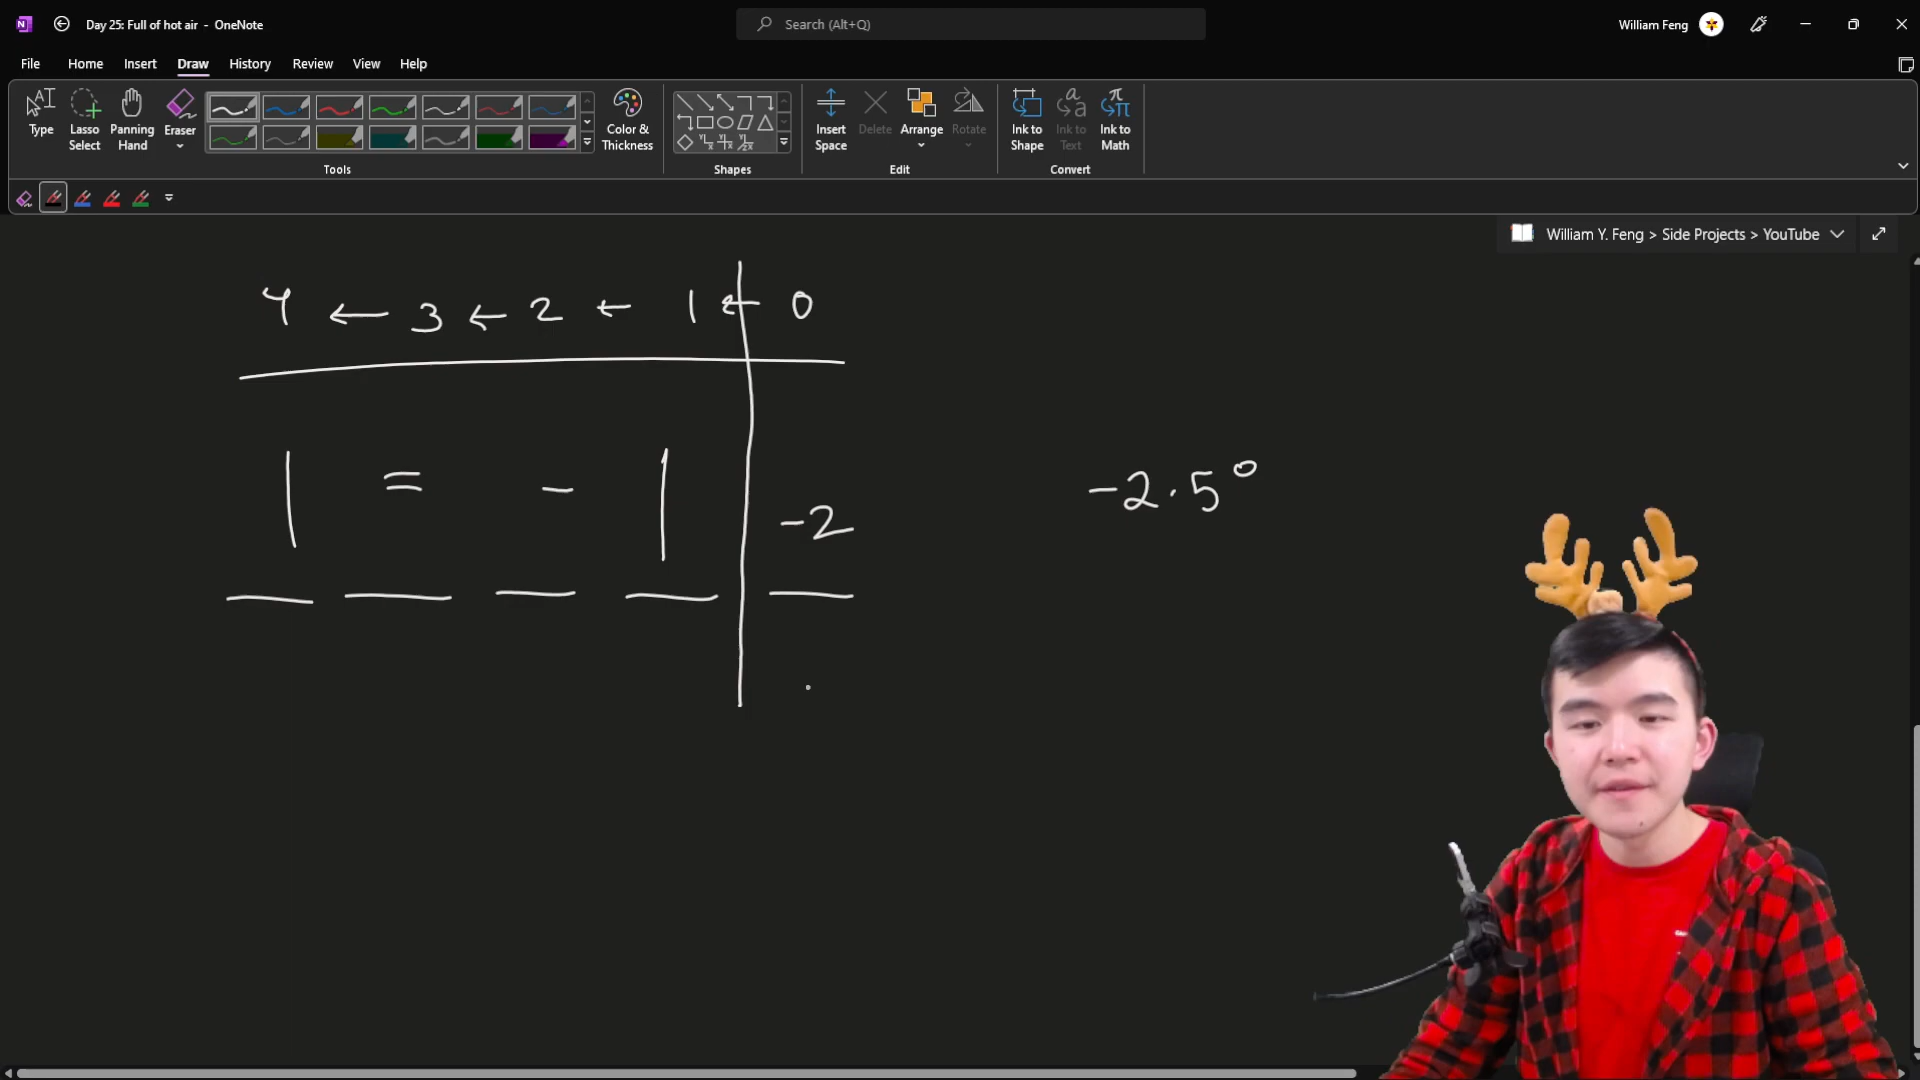 Day 25: Full of hot air - OneNote
Search (Alt+Q)
William Feng
File Home Insert Draw History Review View Help
Type
Lasso Select
Panning Hand
Eraser
Color & Thickness
Insert Space
Delete
Arrange
Rotate
Ink to Shape
Ink to Text
Ink to Math
Tools Shapes Edit Convert
William Y. Feng > Side Projects > YouTube
4 ← 3 ← 2 ← 1 ← 0
1 = - 1 -2
-2·5⁰